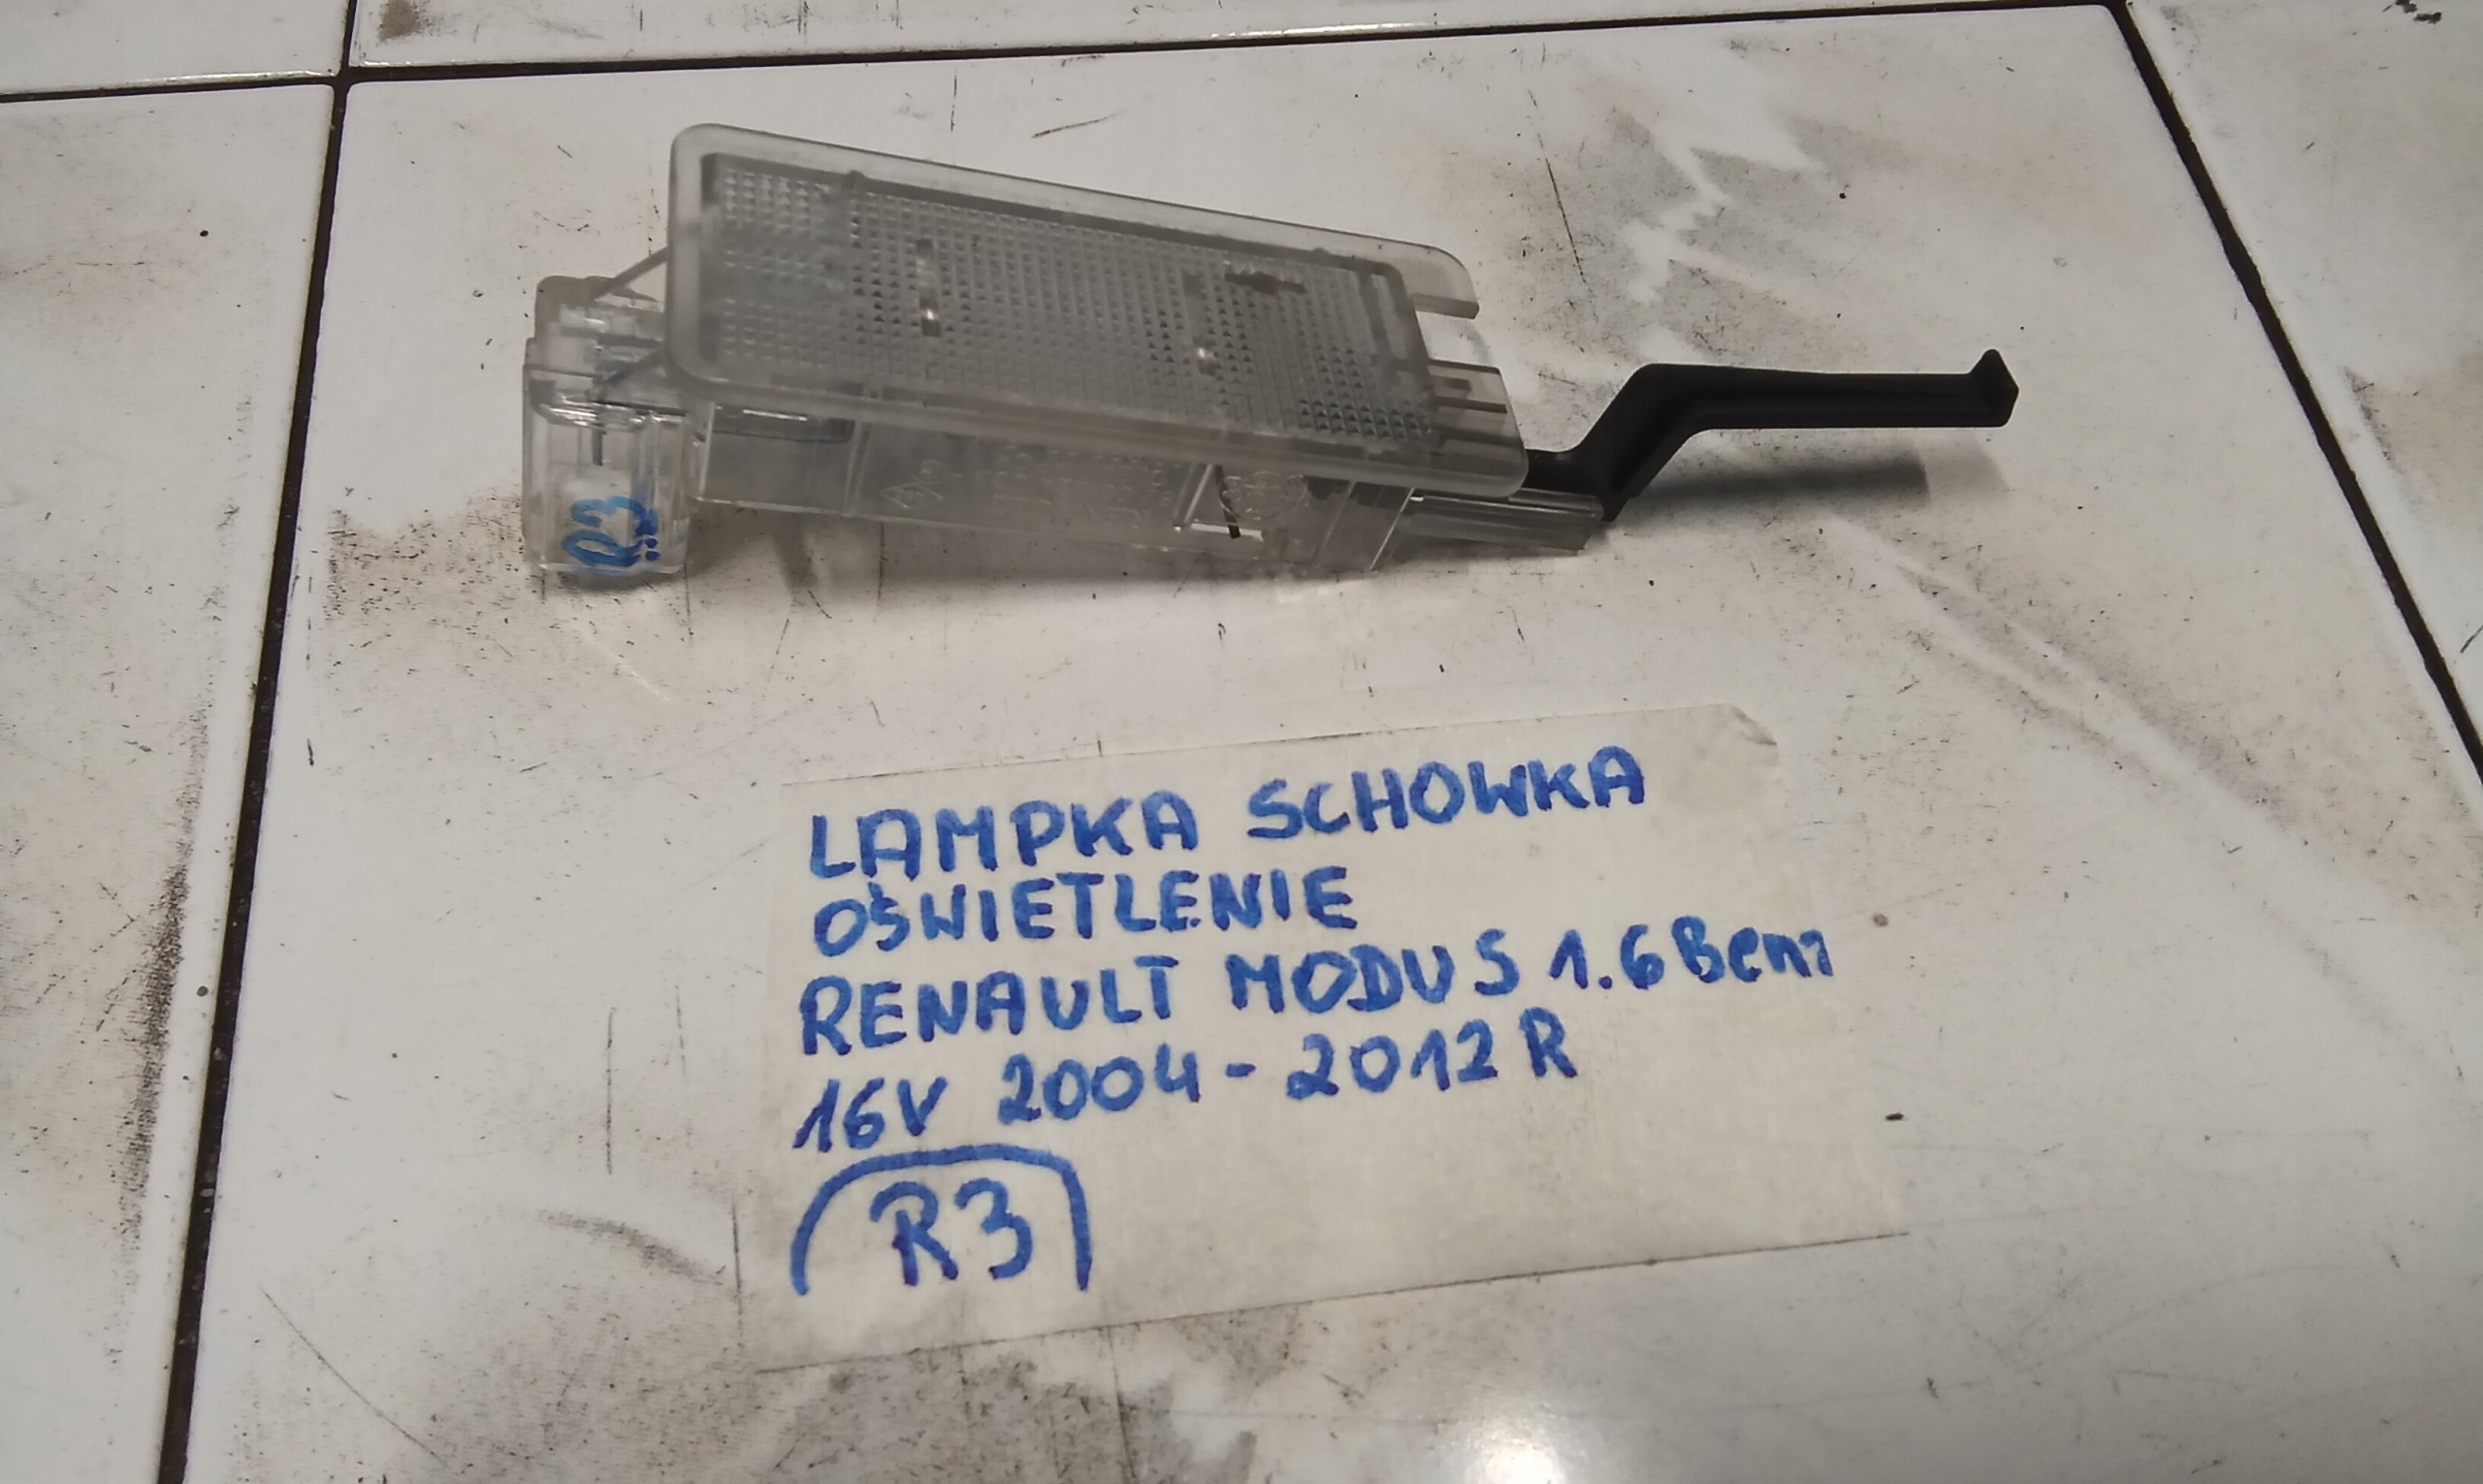 R3
LAMPKA SCHOWKA
OŚWIETLENIE
RENAULT MODUS 1.6 Benz
16V 2004-2012 R
R3